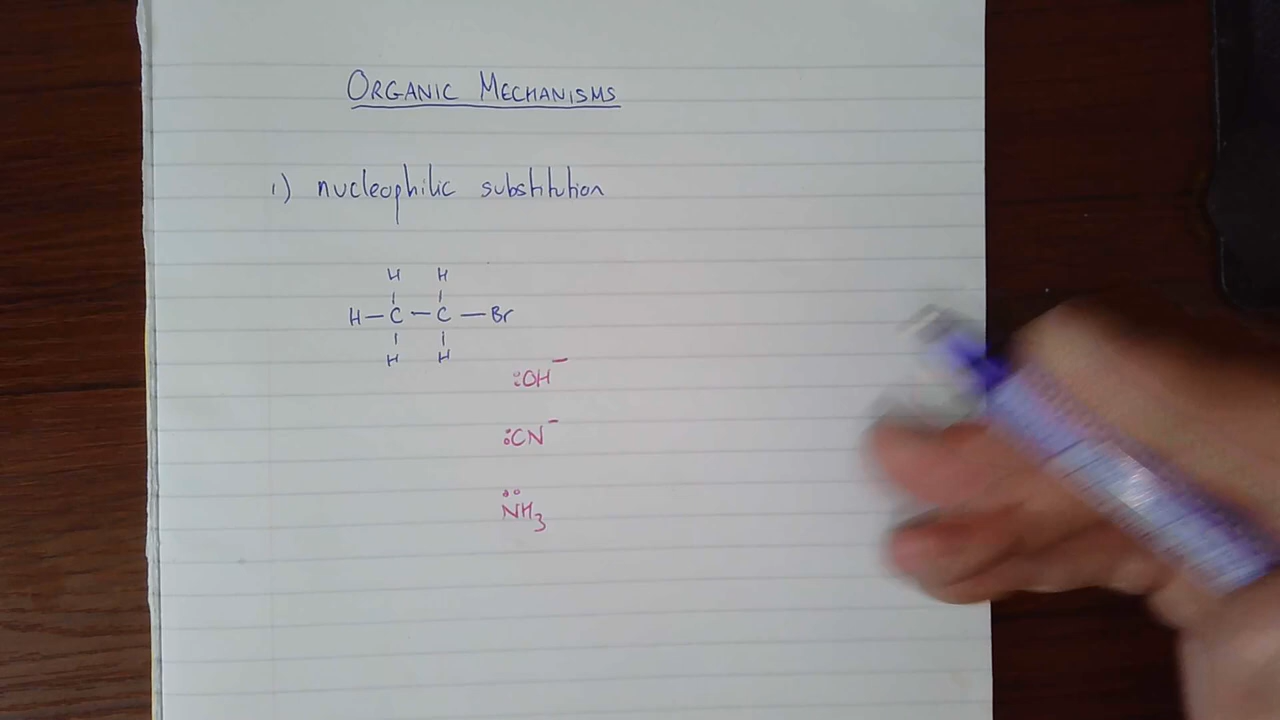 ORGANIC MECHANISMS
1) nucleophilic substitution
H H
H–C–C–Br
H H
:OH⁻
:CN⁻
:NH₃